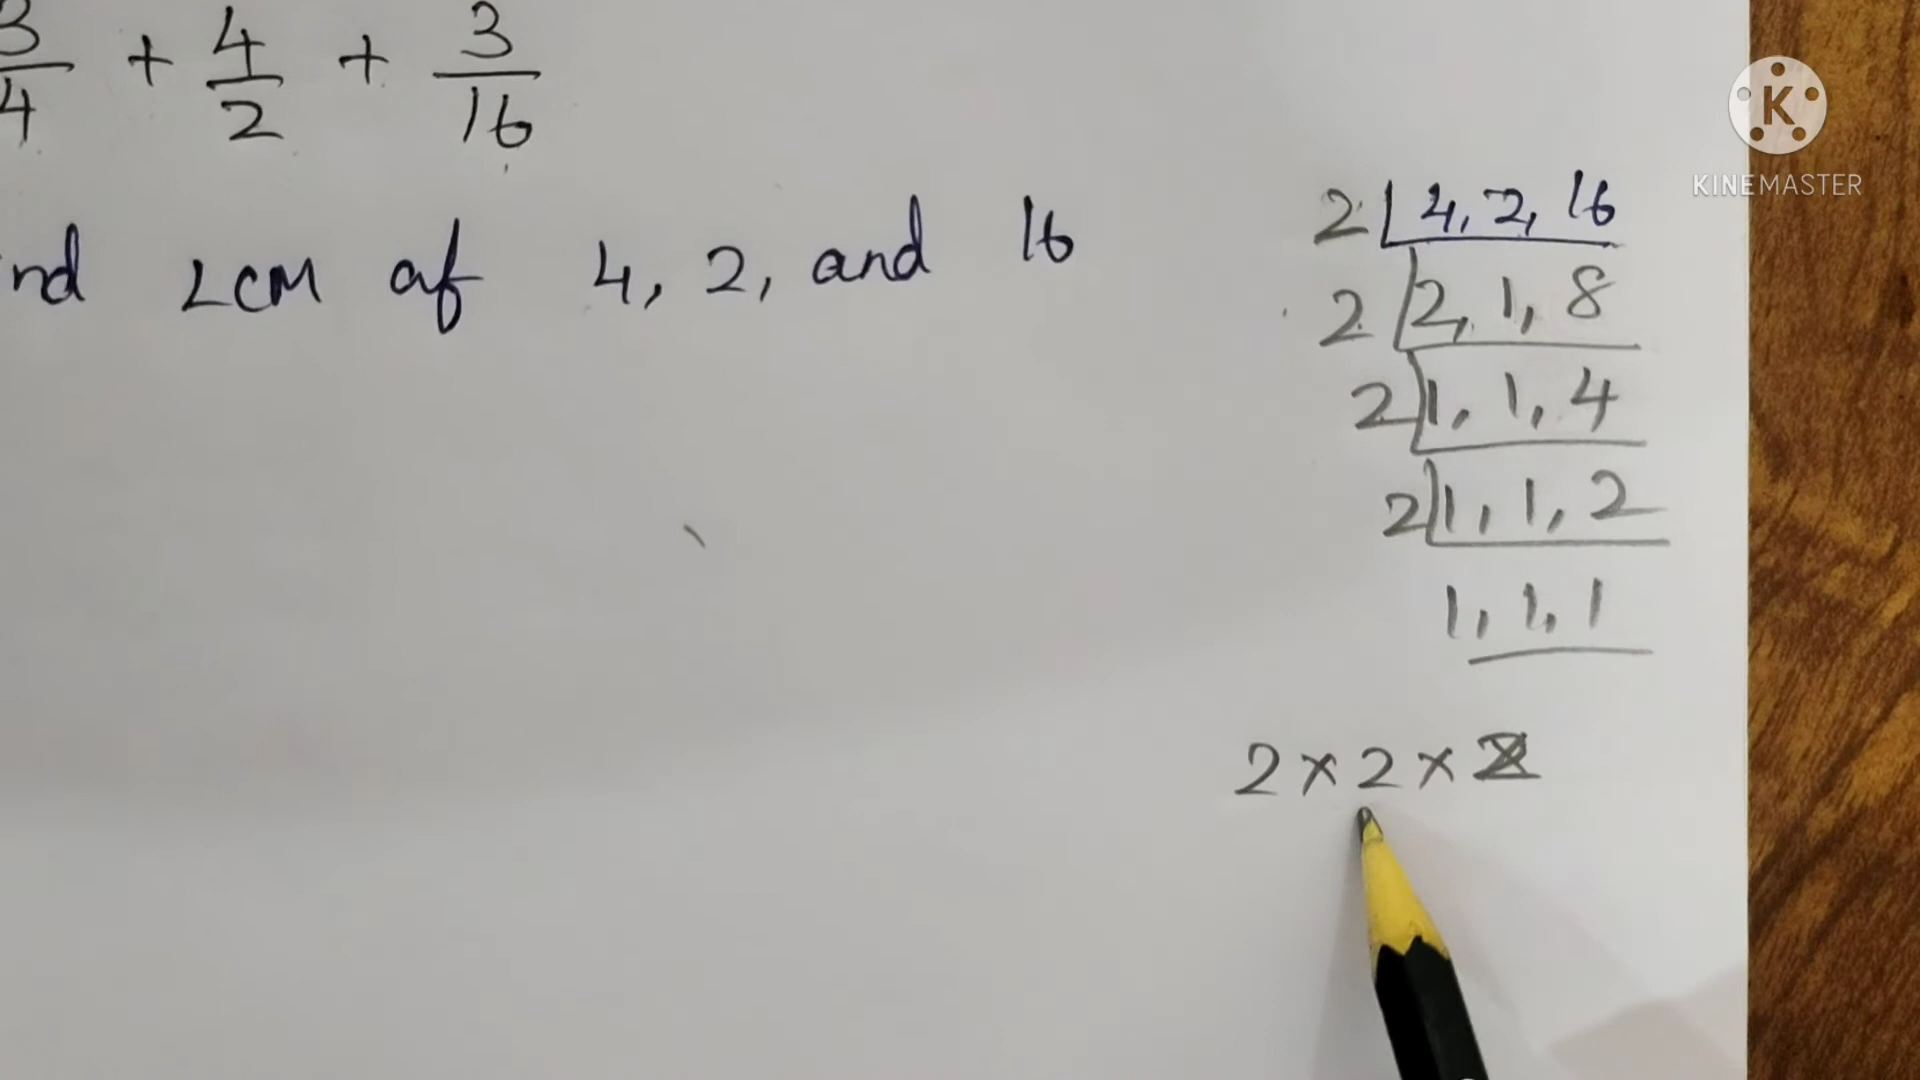 3/4 + 4/2 + 3/16
nd LCM of 4, 2, and 16
2 | 4, 2, 16
2 | 2, 1, 8
2 | 1, 1, 4
2 | 1, 1, 2
1, 1, 1
2 × 2 × 2
K
KINEMASTER